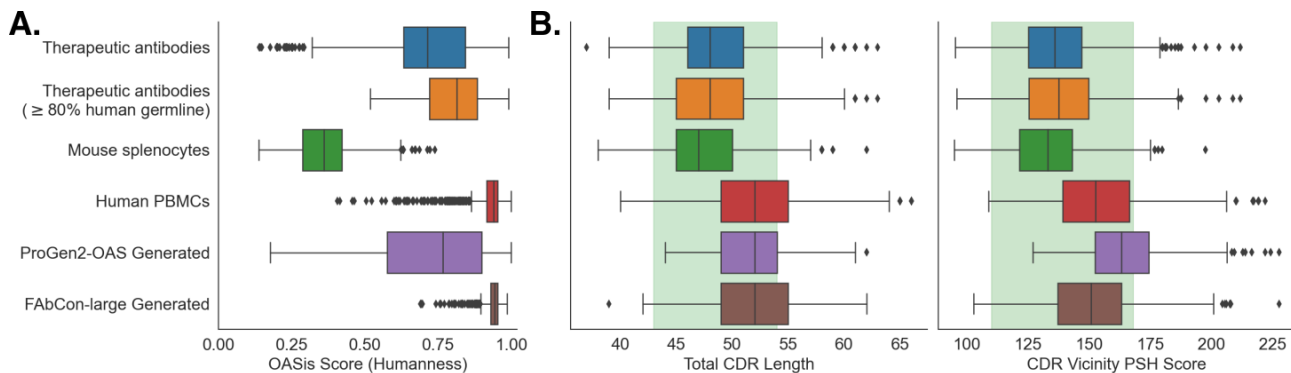 A.
Therapeutic antibodies
Therapeutic antibodies
(≥ 80% human germline)
Mouse splenocytes
Human PBMCs
ProGen2-OAS Generated
FAbCon-large Generated
0.00 0.25 0.50 0.75 1.00
OASis Score (Humanness)
B.
40 45 50 55 60 65
Total CDR Length
100 125 150 175 200 225
CDR Vicinity PSH Score